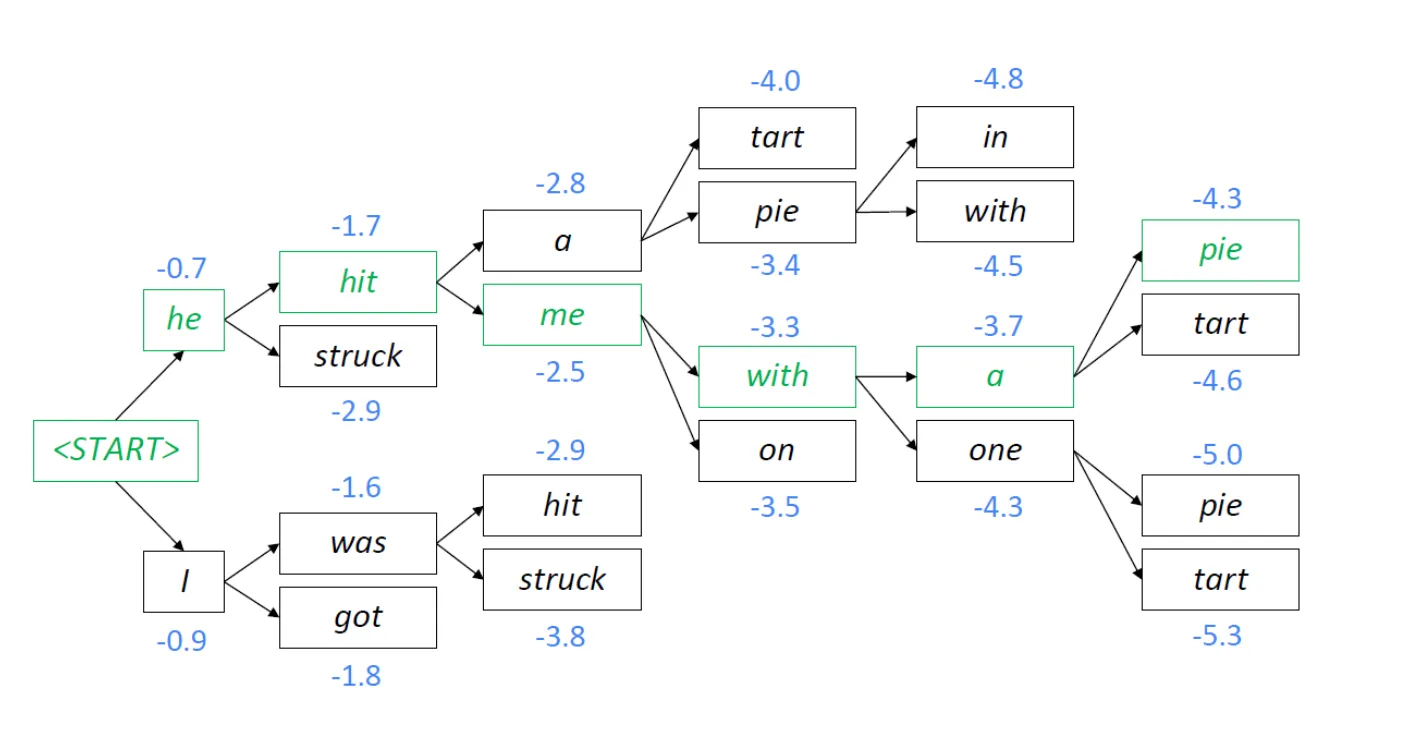 -4.0
-4.8
tart
in
-2.8
-4.3
pie
with
-1.7
a
pie
-0.7
hit
-3.4
-4.5
he
me
-3.3
-3.7
tart
struck
-2.5
with
a
-4.6
-2.9
<START>
-2.9
on
one
-5.0
-1.6
hit
-3.5
-4.3
pie
was
I
struck
tart
got
-0.9
-3.8
-5.3
-1.8